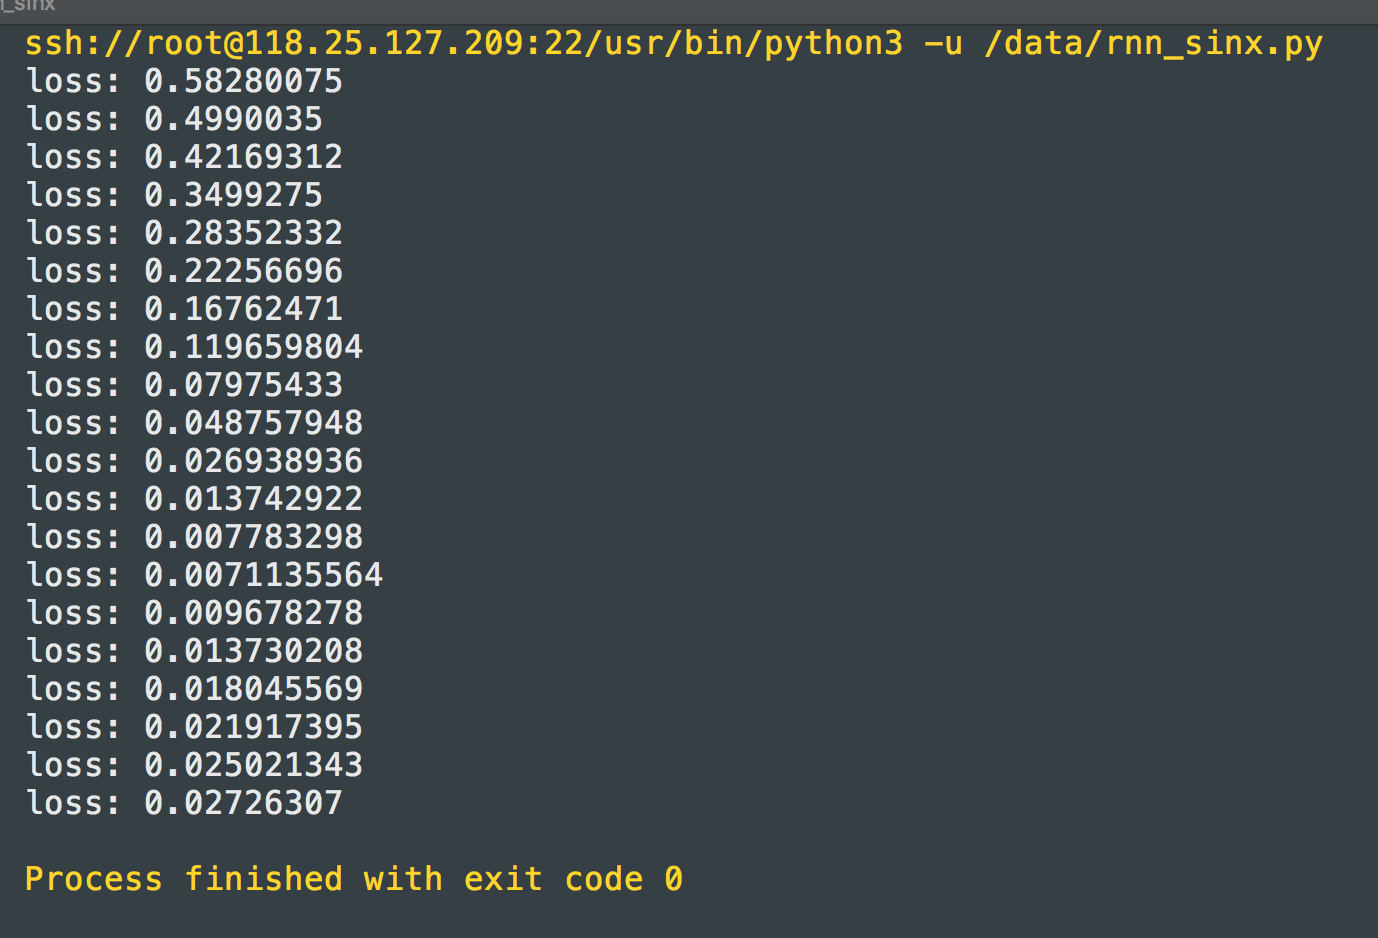 ssh://root@118.25.127.209:22/usr/bin/python3 -u /data/rnn_sinx.py
loss: 0.58280075
loss: 0.4990035
loss: 0.42169312
loss: 0.3499275
loss: 0.28352332
loss: 0.22256696
loss: 0.16762471
loss: 0.119659804
loss: 0.07975433
loss: 0.048757948
loss: 0.026938936
loss: 0.013742922
loss: 0.007783298
loss: 0.0071135564
loss: 0.009678278
loss: 0.013730208
loss: 0.018045569
loss: 0.021917395
loss: 0.025021343
loss: 0.02726307
Process finished with exit code 0